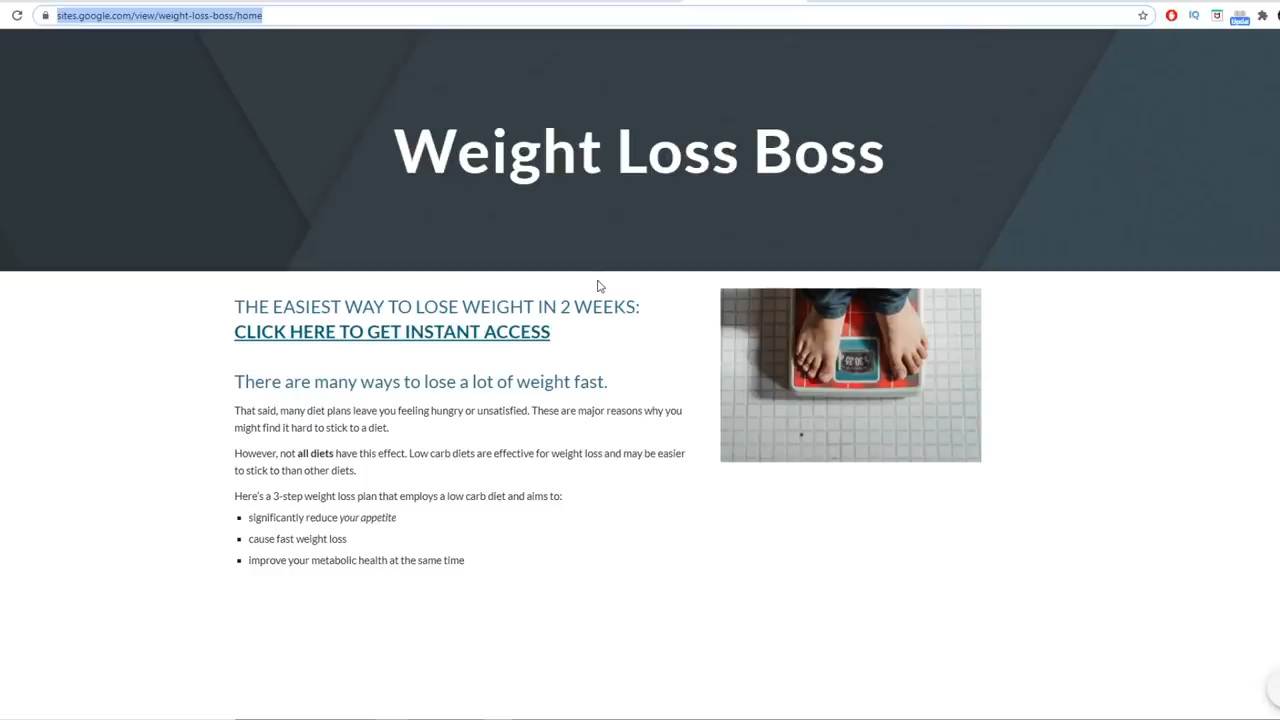 sites.google.com/view/weight-loss-boss/home
IQ
Update
Weight Loss Boss
THE EASIEST WAY TO LOSE WEIGHT IN 2 WEEKS:
CLICK HERE TO GET INSTANT ACCESS
There are many ways to lose a lot of weight fast.
That said, many diet plans leave you feeling hungry or unsatisfied. These are major reasons why you
might find it hard to stick to a diet.
However, not all diets have this effect. Low carb diets are effective for weight loss and may be easier
to stick to than other diets.
Here's a 3-step weight loss plan that employs a low carb diet and aims to:
significantly reduce your appetite
cause fast weight loss
improve your metabolic health at the same time